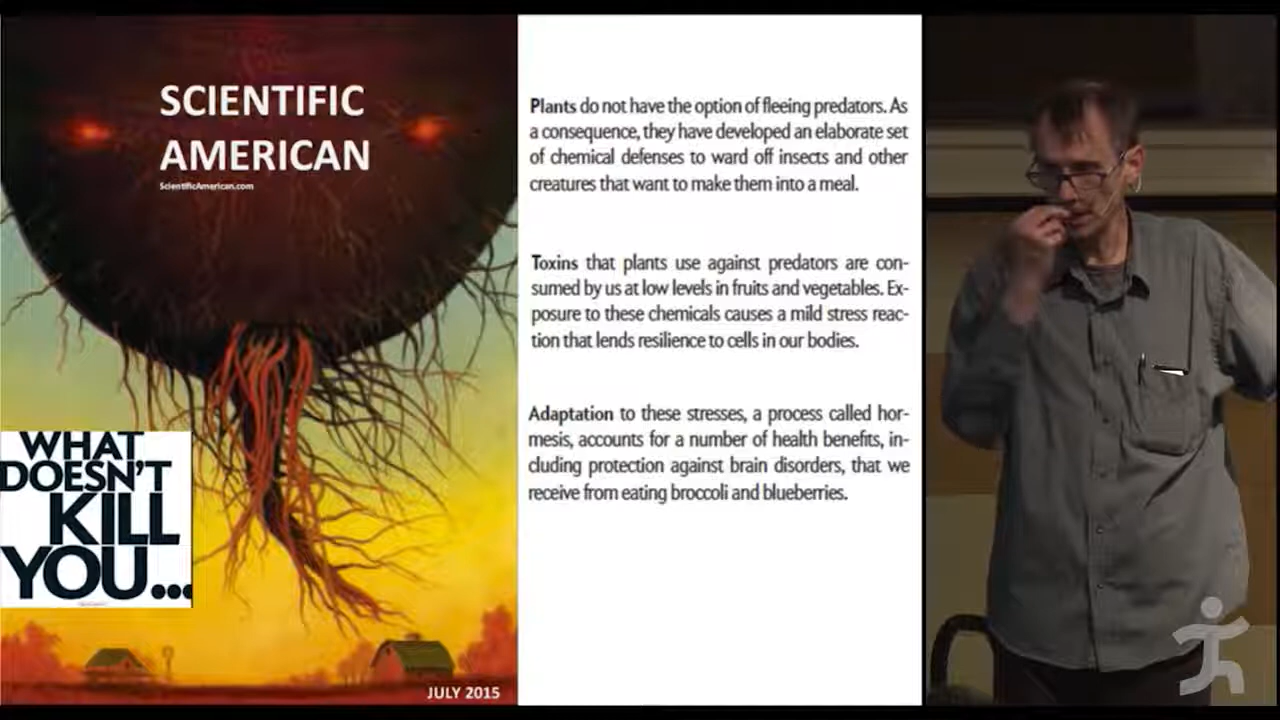 SCIENTIFIC
AMERICAN
ScientificAmerican.com
WHAT
DOESN'T
KILL
YOU...
JULY 2015
Plants do not have the option of fleeing predators. As
a consequence, they have developed an elaborate set
of chemical defenses to ward off insects and other
creatures that want to make them into a meal.
Toxins that plants use against predators are con-
sumed by us at low levels in fruits and vegetables. Ex-
posure to these chemicals causes a mild stress reac-
tion that lends resilience to cells in our bodies.
Adaptation to these stresses, a process called hor-
mesis, accounts for a number of health benefits, in-
cluding protection against brain disorders, that we
receive from eating broccoli and blueberries.